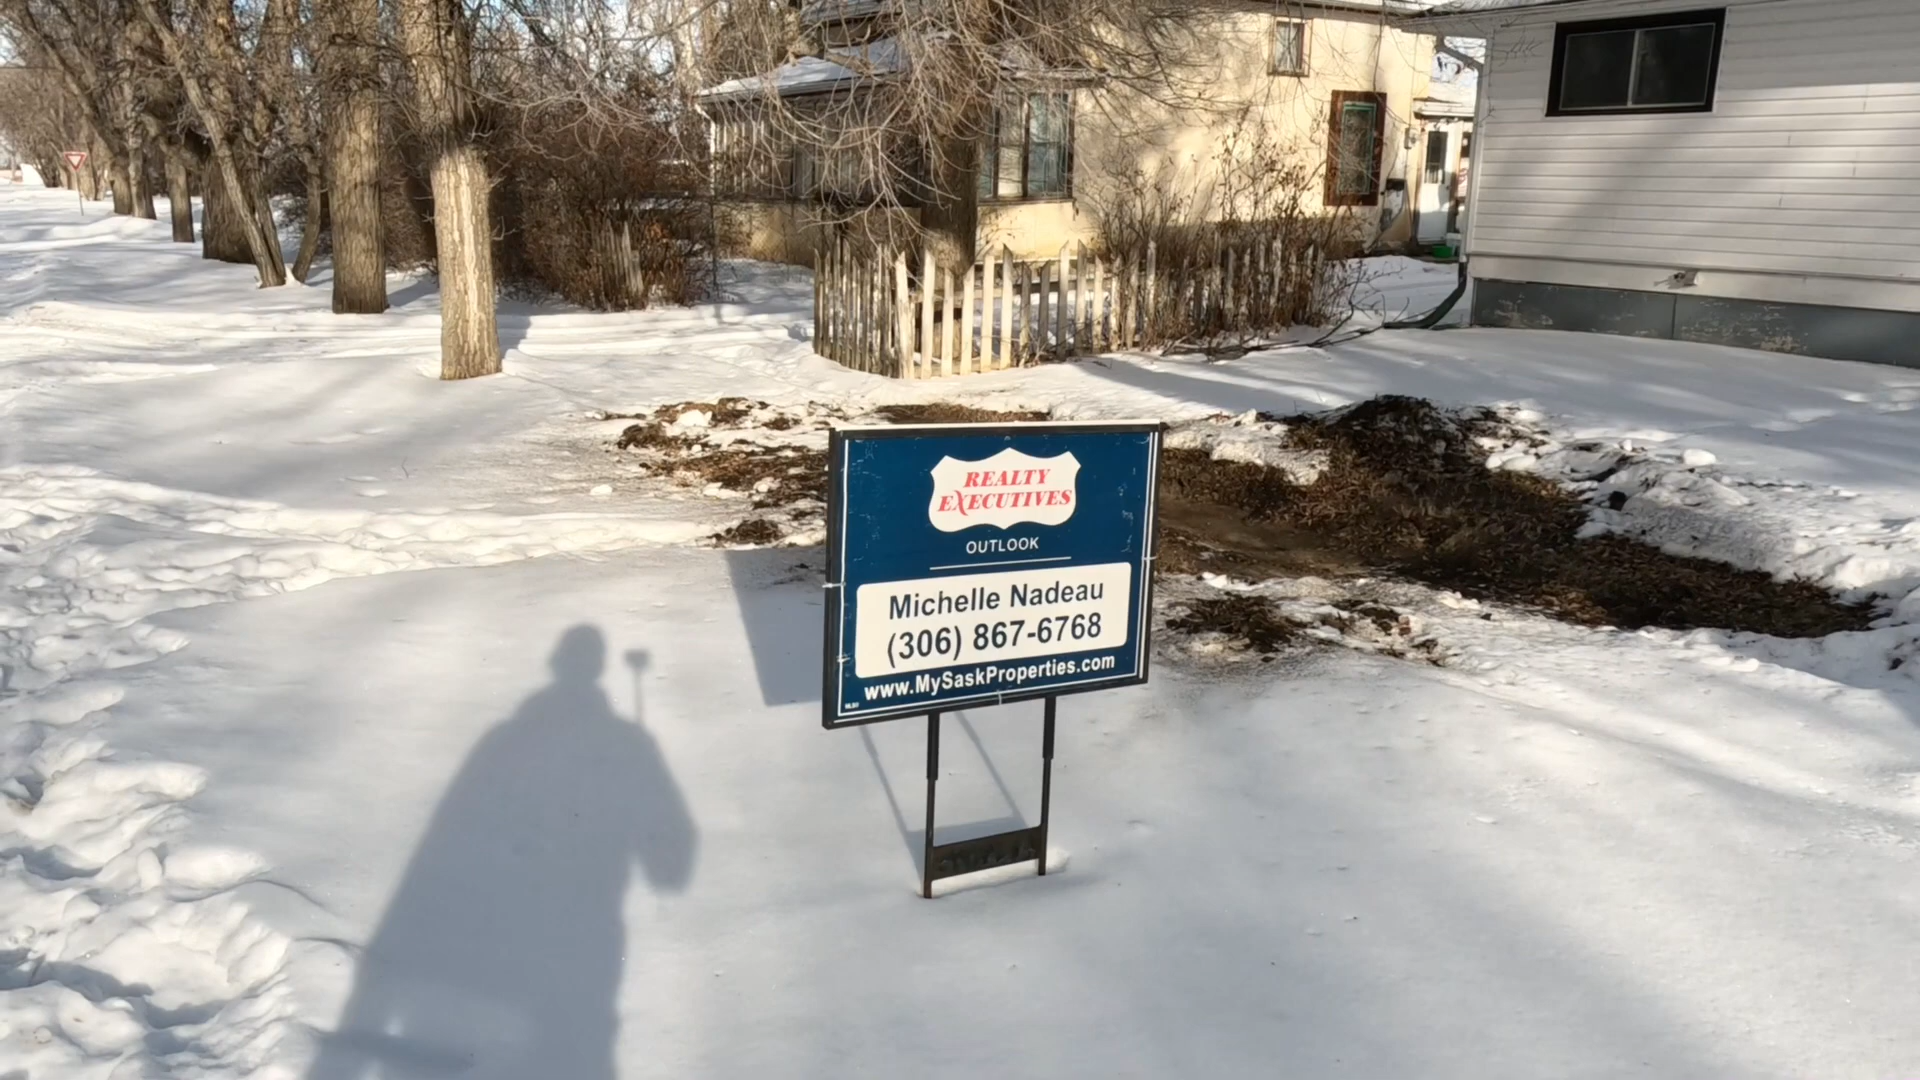 REALTY
EXECUTIVES
OUTLOOK
Michelle Nadeau
(306) 867-6768
www.MySaskProperties.com